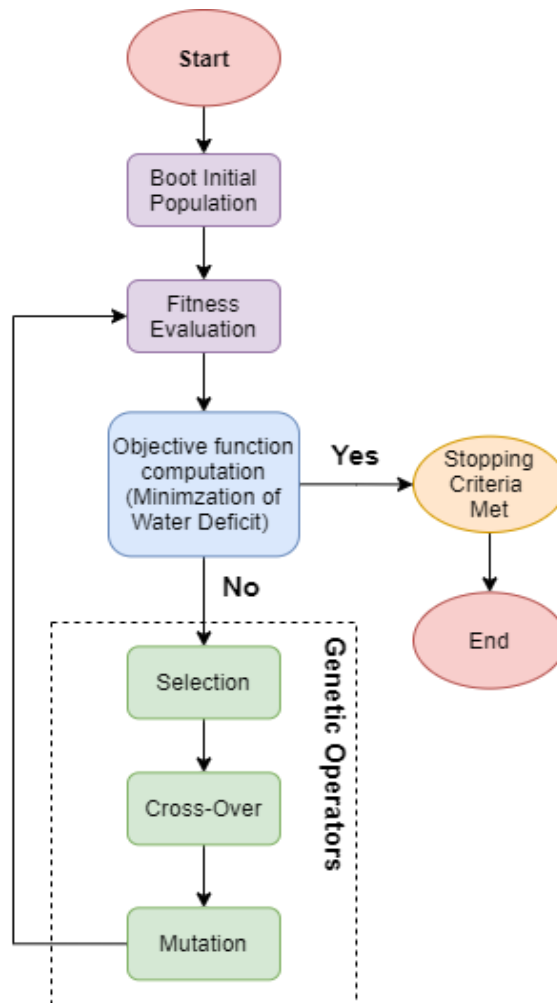 Start
Boot Initial
Population
Fitness
Evaluation
Objective function
computation
(Minimzation of
Water Deficit)
Yes
Stopping
Criteria
Met
No
End
Genetic Operators
Selection
Cross-Over
Mutation